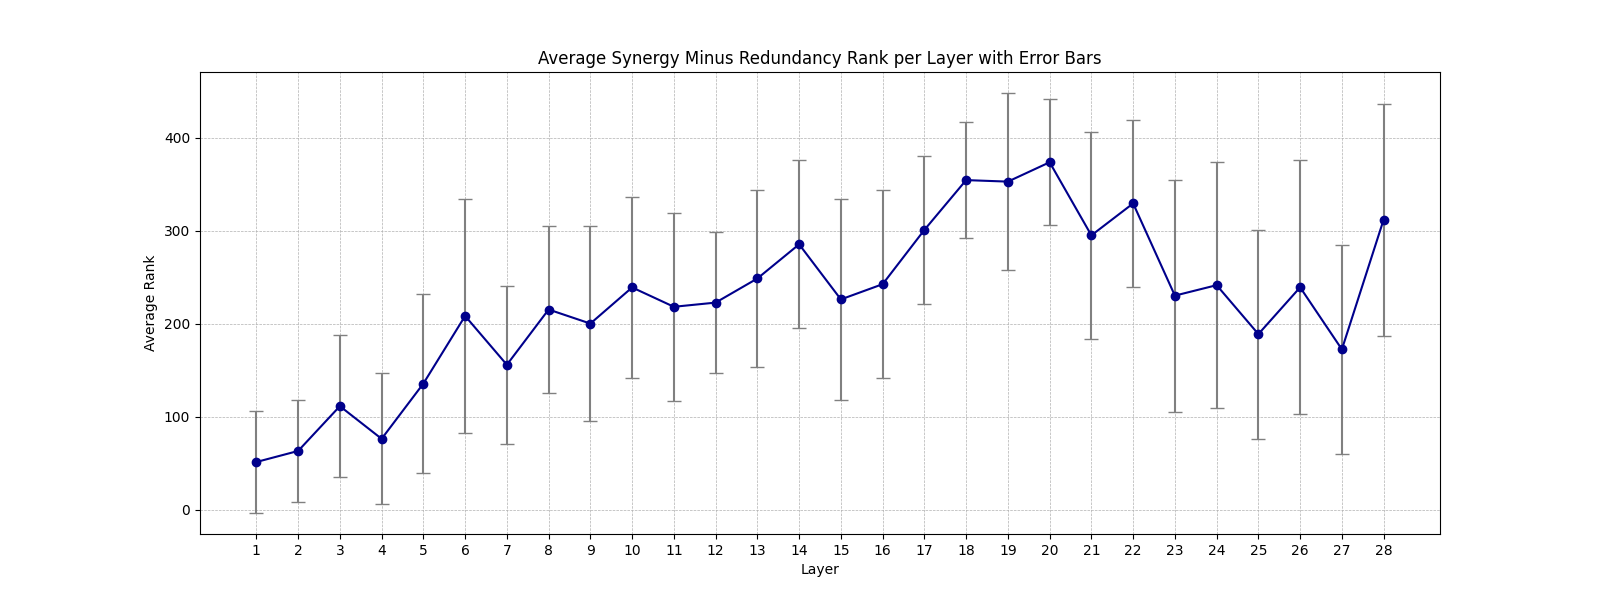 Average Synergy Minus Redundancy Rank per Layer with Error Bars
Average Rank
400
300
200
100
0
1 2 3 4 5 6 7 8 9 10 11 12 13 14 15 16 17 18 19 20 21 22 23 24 25 26 27 28
Layer